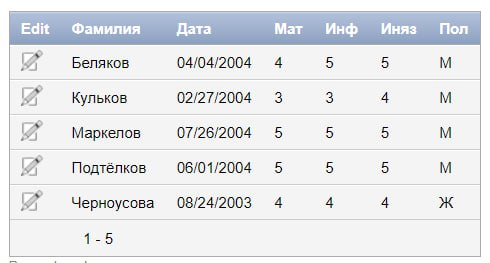 Edit Фамилия Дата Мат Инф Иняз Пол
Беляков 04/04/2004 4 5 5 М
Кульков 02/27/2004 3 3 4 М
Маркелов 07/26/2004 5 5 5 М
Подтёлков 06/01/2004 5 5 5 М
Черноусова 08/24/2003 4 4 4 Ж
1 - 5